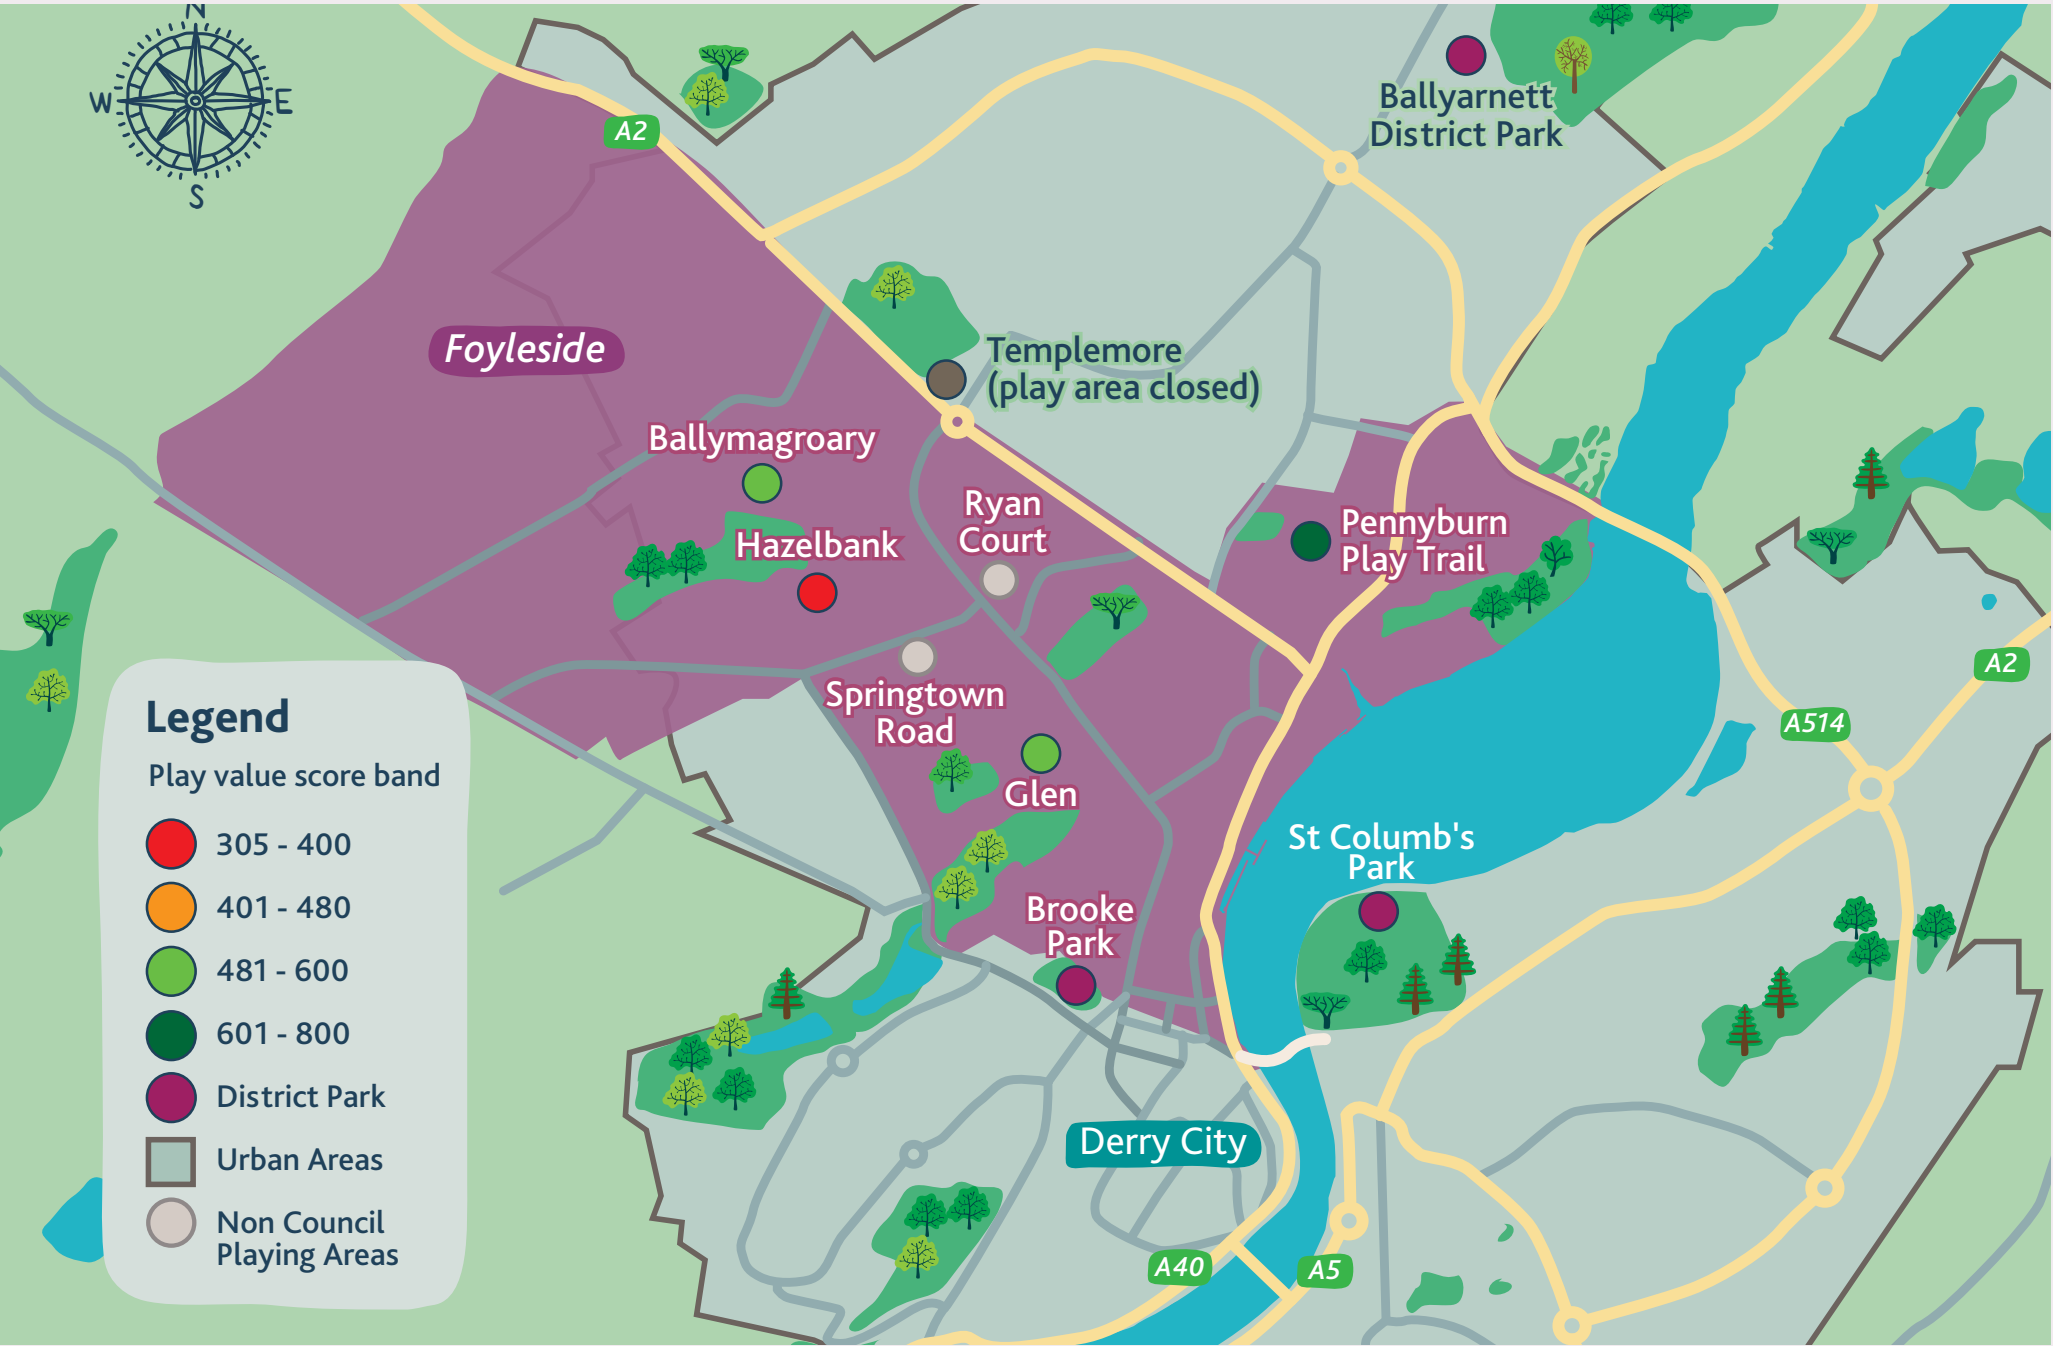 N
W
E
S
A2
Ballyarnett
District Park
Foyleside
Templemore
(play area closed)
Ballymagroary
Ryan
Court
Hazelbank
Pennyburn
Play Trail
Springtown
Road
A2
A514
Glen
St Columb's
Park
Brooke
Park
Derry City
A40
A5
Legend
Play value score band
305 - 400
401 - 480
481 - 600
601 - 800
District Park
Urban Areas
Non Council
Playing Areas